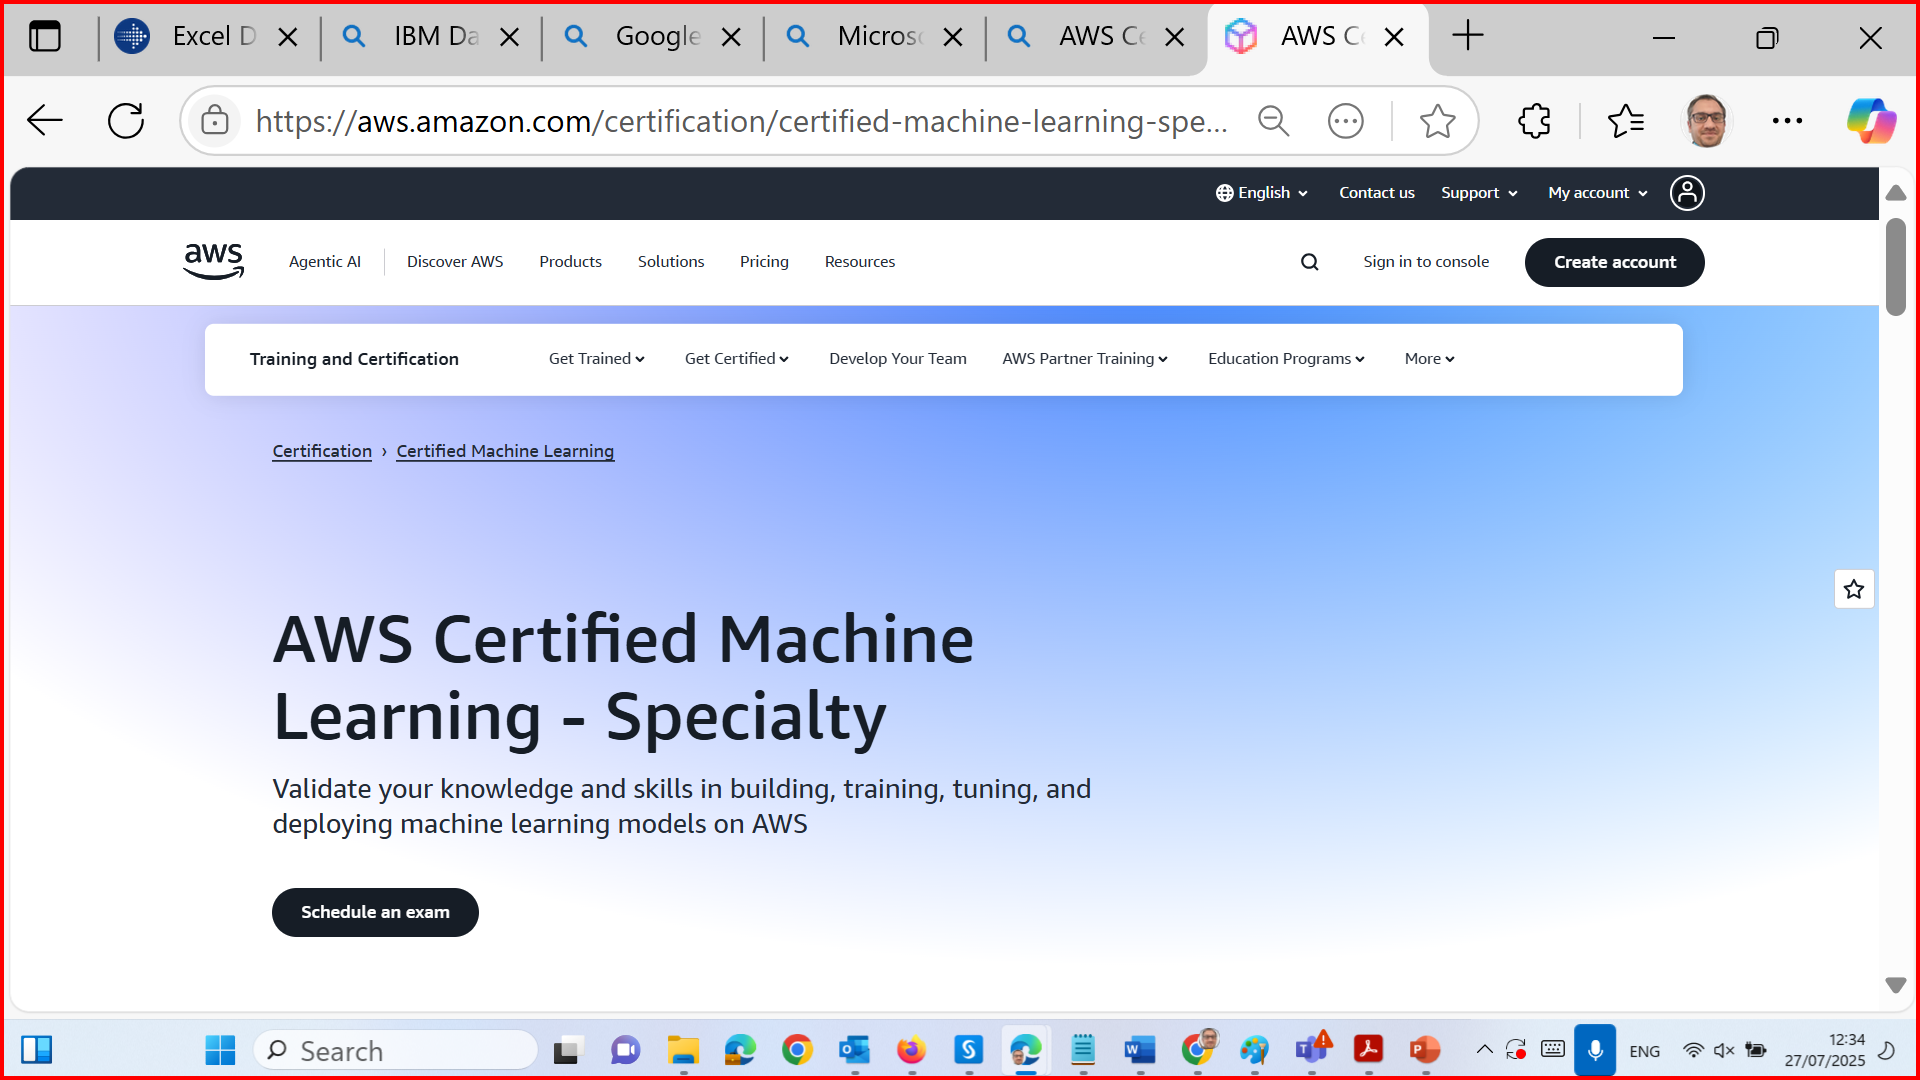 Excel D
IBM Da
Google
Micros
AWS Ce
AWS Ce
https://aws.amazon.com/certification/certified-machine-learning-spe...
English
Contact us
Support
My account
aws
Agentic AI
Discover AWS
Products
Solutions
Pricing
Resources
Sign in to console
Create account
Training and Certification
Get Trained
Get Certified
Develop Your Team
AWS Partner Training
Education Programs
More
Certification › Certified Machine Learning
AWS Certified Machine
Learning - Specialty
Validate your knowledge and skills in building, training, tuning, and
deploying machine learning models on AWS
Schedule an exam
Search
ENG
12:34
27/07/2025